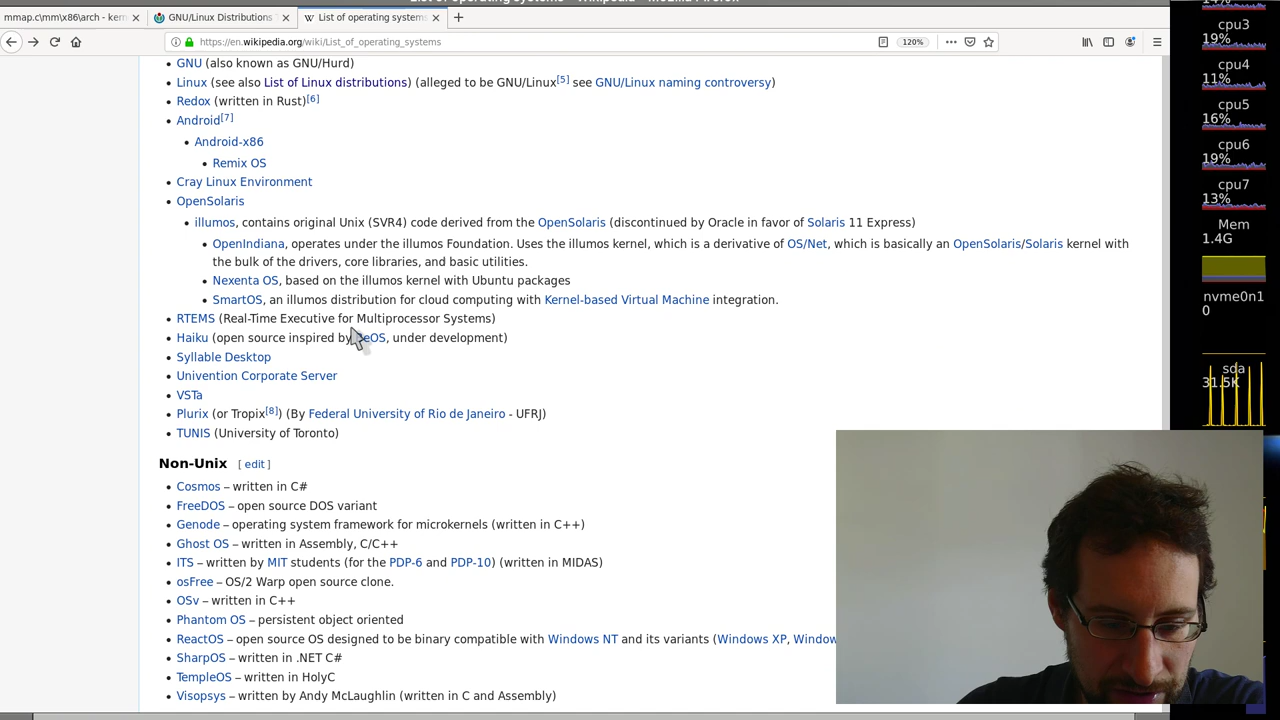 mmap.c\mm\x86\arch - ker
GNU/Linux Distributions
List of operating systems
https://en.wikipedia.org/wiki/List_of_operating_systems
120%
GNU (also known as GNU/Hurd)
Linux (see also List of Linux distributions) (alleged to be GNU/Linux[5] see GNU/Linux naming controversy)
Redox (written in Rust)[6]
Android[7]
Android-x86
Remix OS
Cray Linux Environment
OpenSolaris
illumos, contains original Unix (SVR4) code derived from the OpenSolaris (discontinued by Oracle in favor of Solaris 11 Express)
OpenIndiana, operates under the illumos Foundation. Uses the illumos kernel, which is a derivative of OS/Net, which is basically an OpenSolaris/Solaris kernel with
the bulk of the drivers, core libraries, and basic utilities.
Nexenta OS, based on the illumos kernel with Ubuntu packages
SmartOS, an illumos distribution for cloud computing with Kernel-based Virtual Machine integration.
RTEMS (Real-Time Executive for Multiprocessor Systems)
Haiku (open source inspired by BeOS, under development)
Syllable Desktop
Univention Corporate Server
VSTa
Plurix (or Tropix[8]) (By Federal University of Rio de Janeiro - UFRJ)
TUNIS (University of Toronto)
Non-Unix [ edit ]
Cosmos – written in C#
FreeDOS – open source DOS variant
Genode – operating system framework for microkernels (written in C++)
Ghost OS – written in Assembly, C/C++
ITS – written by MIT students (for the PDP-6 and PDP-10) (written in MIDAS)
osFree – OS/2 Warp open source clone.
OSv – written in C++
Phantom OS – persistent object oriented
ReactOS – open source OS designed to be binary compatible with Windows NT and its variants (Windows XP, Window
SharpOS – written in .NET C#
TempleOS – written in HolyC
Visopsys – written by Andy McLaughlin (written in C and Assembly)
cpu3
19%
cpu4
11%
cpu5
16%
cpu6
19%
cpu7
13%
Mem
1.4G
nvme0n1
0
sda
31.5K